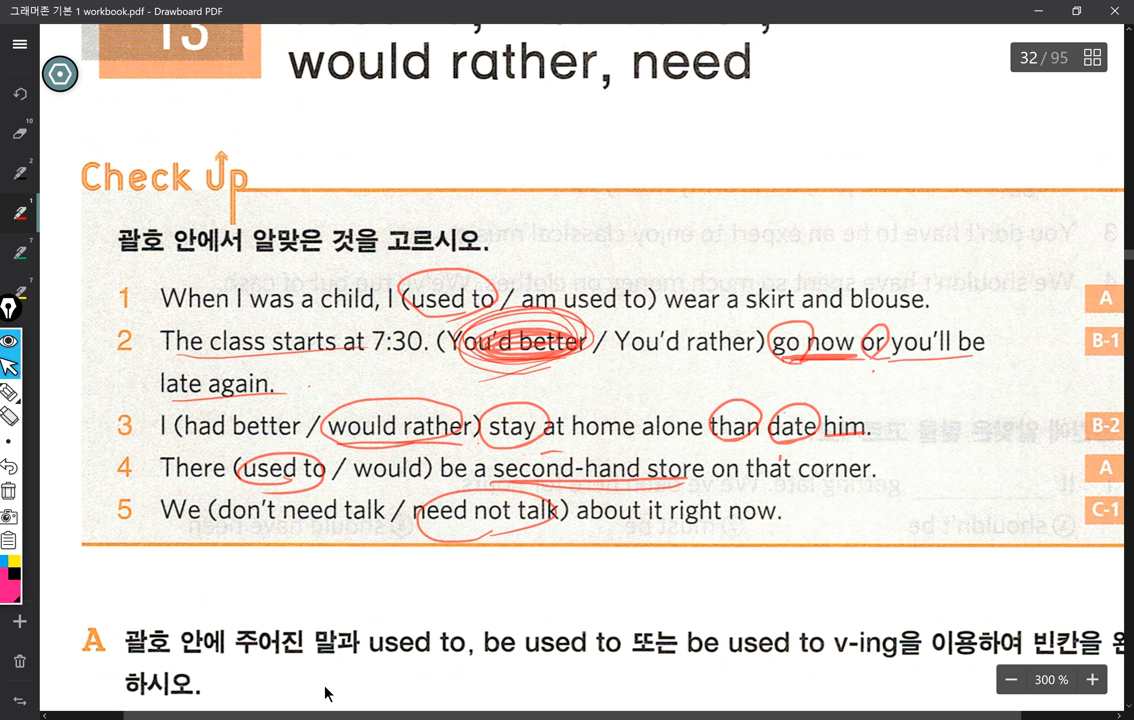 그래머존 기본 1 workbook.pdf - Drawboard PDF
13
would rather, need
32 / 95
Check Up
괄호 안에서 알맞은 것을 고르시오.
1 When I was a child, I (used to / am used to) wear a skirt and blouse. A
2 The class starts at 7:30. (You'd better / You'd rather) go now or you'll be B-1
late again.
3 I (had better / would rather) stay at home alone than date him. B-2
4 There (used to / would) be a second-hand store on that corner. A
5 We (don't need talk / need not talk) about it right now. C-1
A 괄호 안에 주어진 말과 used to, be used to 또는 be used to v-ing을 이용하여 빈칸을
하시오.
300 %
10
2
1
7
7